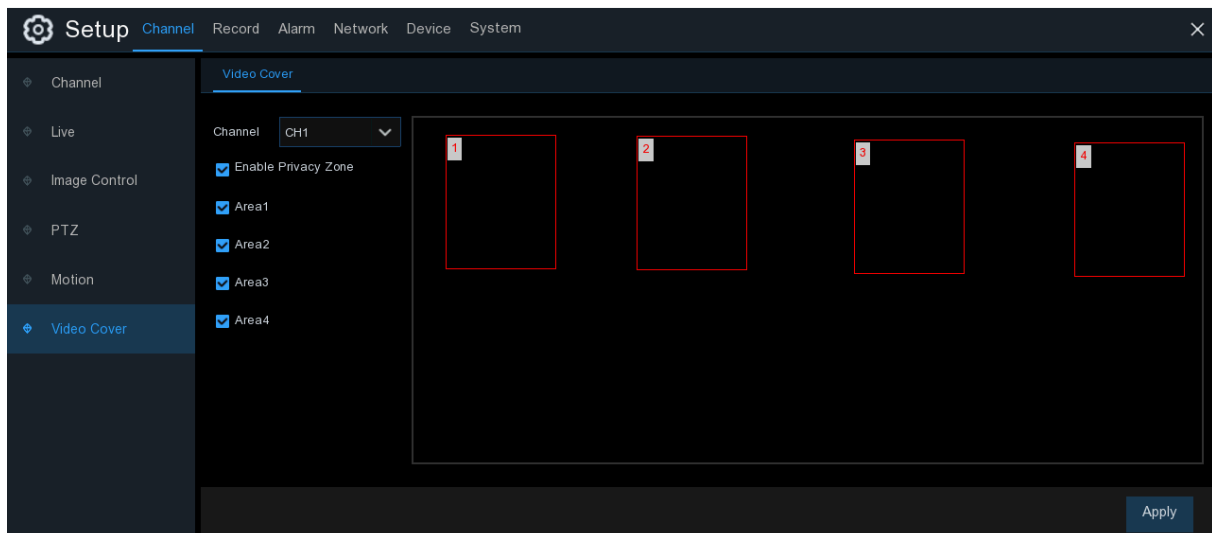 Setup Channel Record Alarm Network Device System
Channel
Live
Image Control
PTZ
Motion
Video Cover
Video Cover
Channel CH1
Enable Privacy Zone
Area1
Area2
Area3
Area4
1 2 3 4
Apply